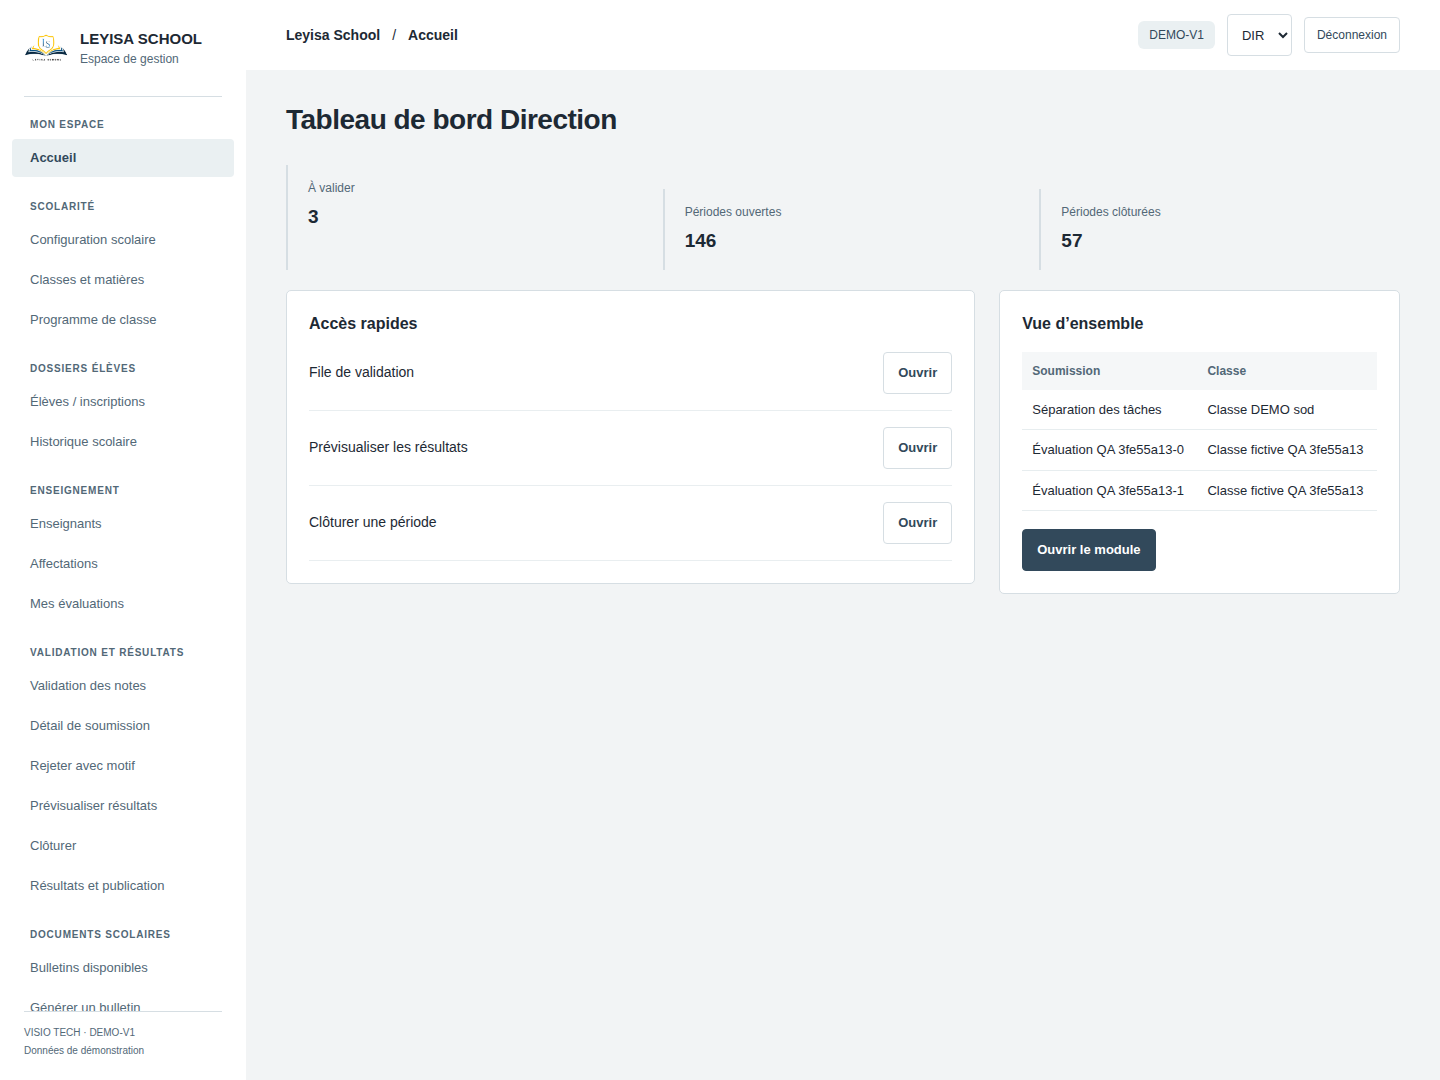 LEYISA SCHOOL
Espace de gestion
MON ESPACE
Accueil
SCOLARITÉ
Configuration scolaire
Classes et matières
Programme de classe
DOSSIERS ÉLÈVES
Élèves / inscriptions
Historique scolaire
ENSEIGNEMENT
Enseignants
Affectations
Mes évaluations
VALIDATION ET RÉSULTATS
Validation des notes
Détail de soumission
Rejeter avec motif
Prévisualiser résultats
Clôturer
Résultats et publication
DOCUMENTS SCOLAIRES
Bulletins disponibles
Générer un bulletin
VISIO TECH · DEMO-V1
Données de démonstration
Leyisa School / Accueil
DEMO-V1
DIR
Déconnexion
Tableau de bord Direction
À valider
3
Périodes ouvertes
146
Périodes clôturées
57
Accès rapides
File de validation Ouvrir
Prévisualiser les résultats Ouvrir
Clôturer une période Ouvrir
Vue d’ensemble
Soumission Classe
Séparation des tâches Classe DEMO sod
Évaluation QA 3fe55a13-0 Classe fictive QA 3fe55a13
Évaluation QA 3fe55a13-1 Classe fictive QA 3fe55a13
Ouvrir le module